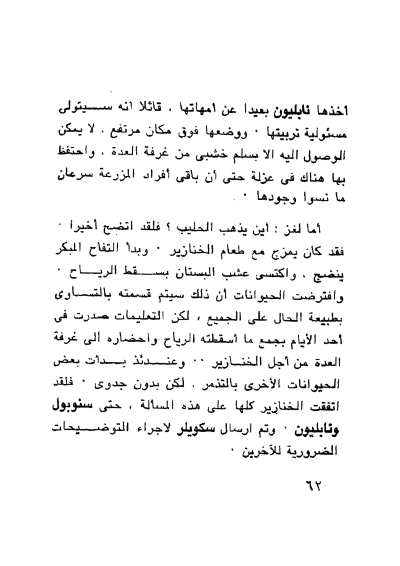 أخذها نابليون بعيدا عن أمهاتها ، قائلا انه سيتولى
مسئولية تربيتها ٠ ووضعها فوق مكان مرتفع ، لا يمكن
الوصول اليه الا بسلم خشبى من غرفة العدة ، واحتفظ
بها هناك فى عزلة حتى أن باقى أفراد المزرعة سرعان
ما نسوا وجودها ٠
أما لغز : أين يذهب الحليب ؟ فلقد اتضح أخيرا ٠
فقد كان يمزج مع طعام الخنازير ٠ وبدأ التفاح المبكر
ينضج ، واكتسى عشب البستان بسقط الرياح ٠
وافترضت الحيوانات أن ذلك سيتم قسمته بالتساوى
بطبيعة الحال على الجميع ، لكن التعليمات صدرت فى
أحد الأيام بجمع ما أسقطته الرياح واحضاره الى غرفة
العدة من أجل الخنازير ٠٠ وعندئذ بدأت بعض
الحيوانات الأخرى بالتذمر ، لكن بدون جدوى ٠ فلقد
اتفقت الخنازير كلها على هذه المسألة ، حتى سنوبول
ونابليون ٠ وتم ارسال سكويلر لاجراء التوضيحات
الضرورية للآخرين ٠
٦٢